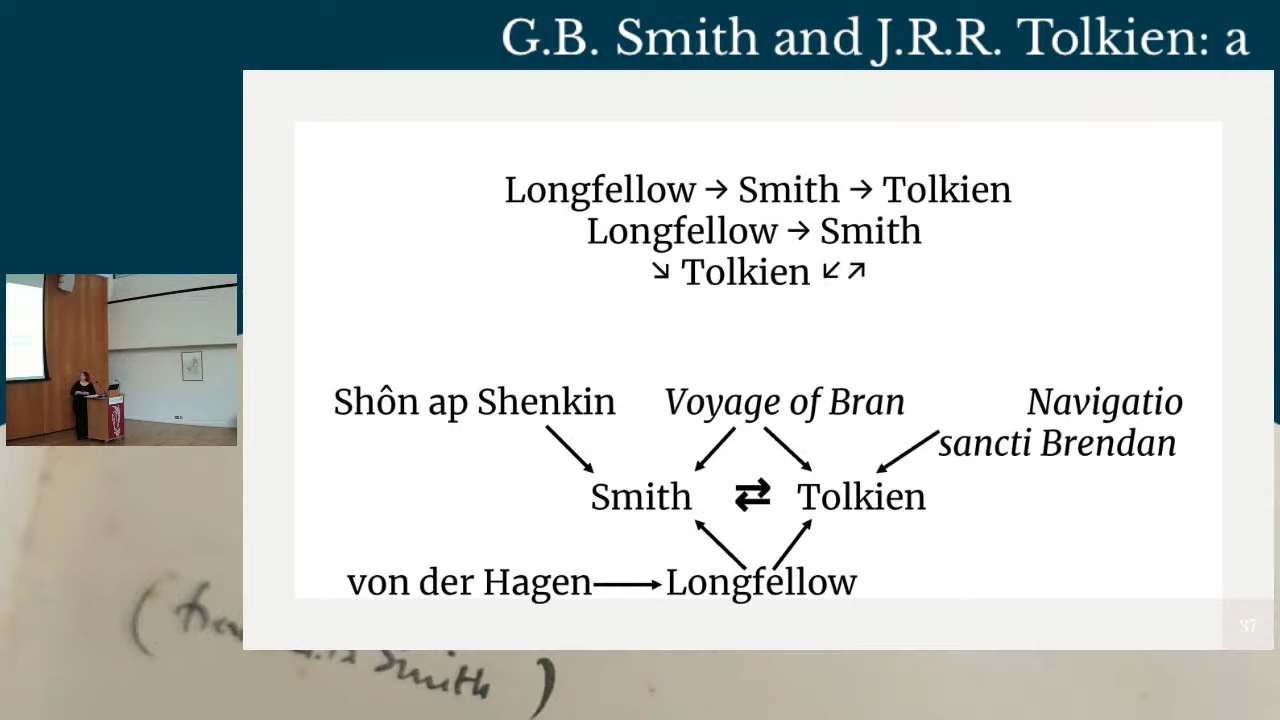 G.B. Smith and J.R.R. Tolkien: a
Longfellow → Smith → Tolkien
Longfellow → Smith
↘ Tolkien ↙↗
Shôn ap Shenkin
Voyage of Bran
Navigatio
sancti Brendan
Smith ⇄ Tolkien
von der Hagen
Longfellow
37
(
Smith )